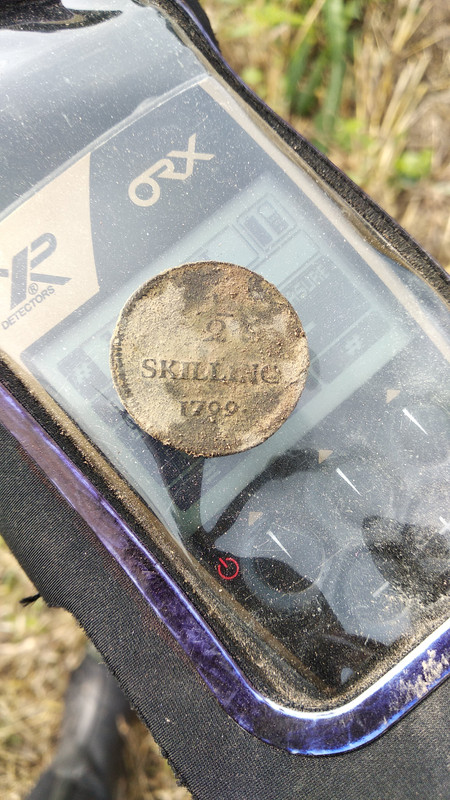 ORX
XP®
DETECTORS
2
SKILLING
1799.